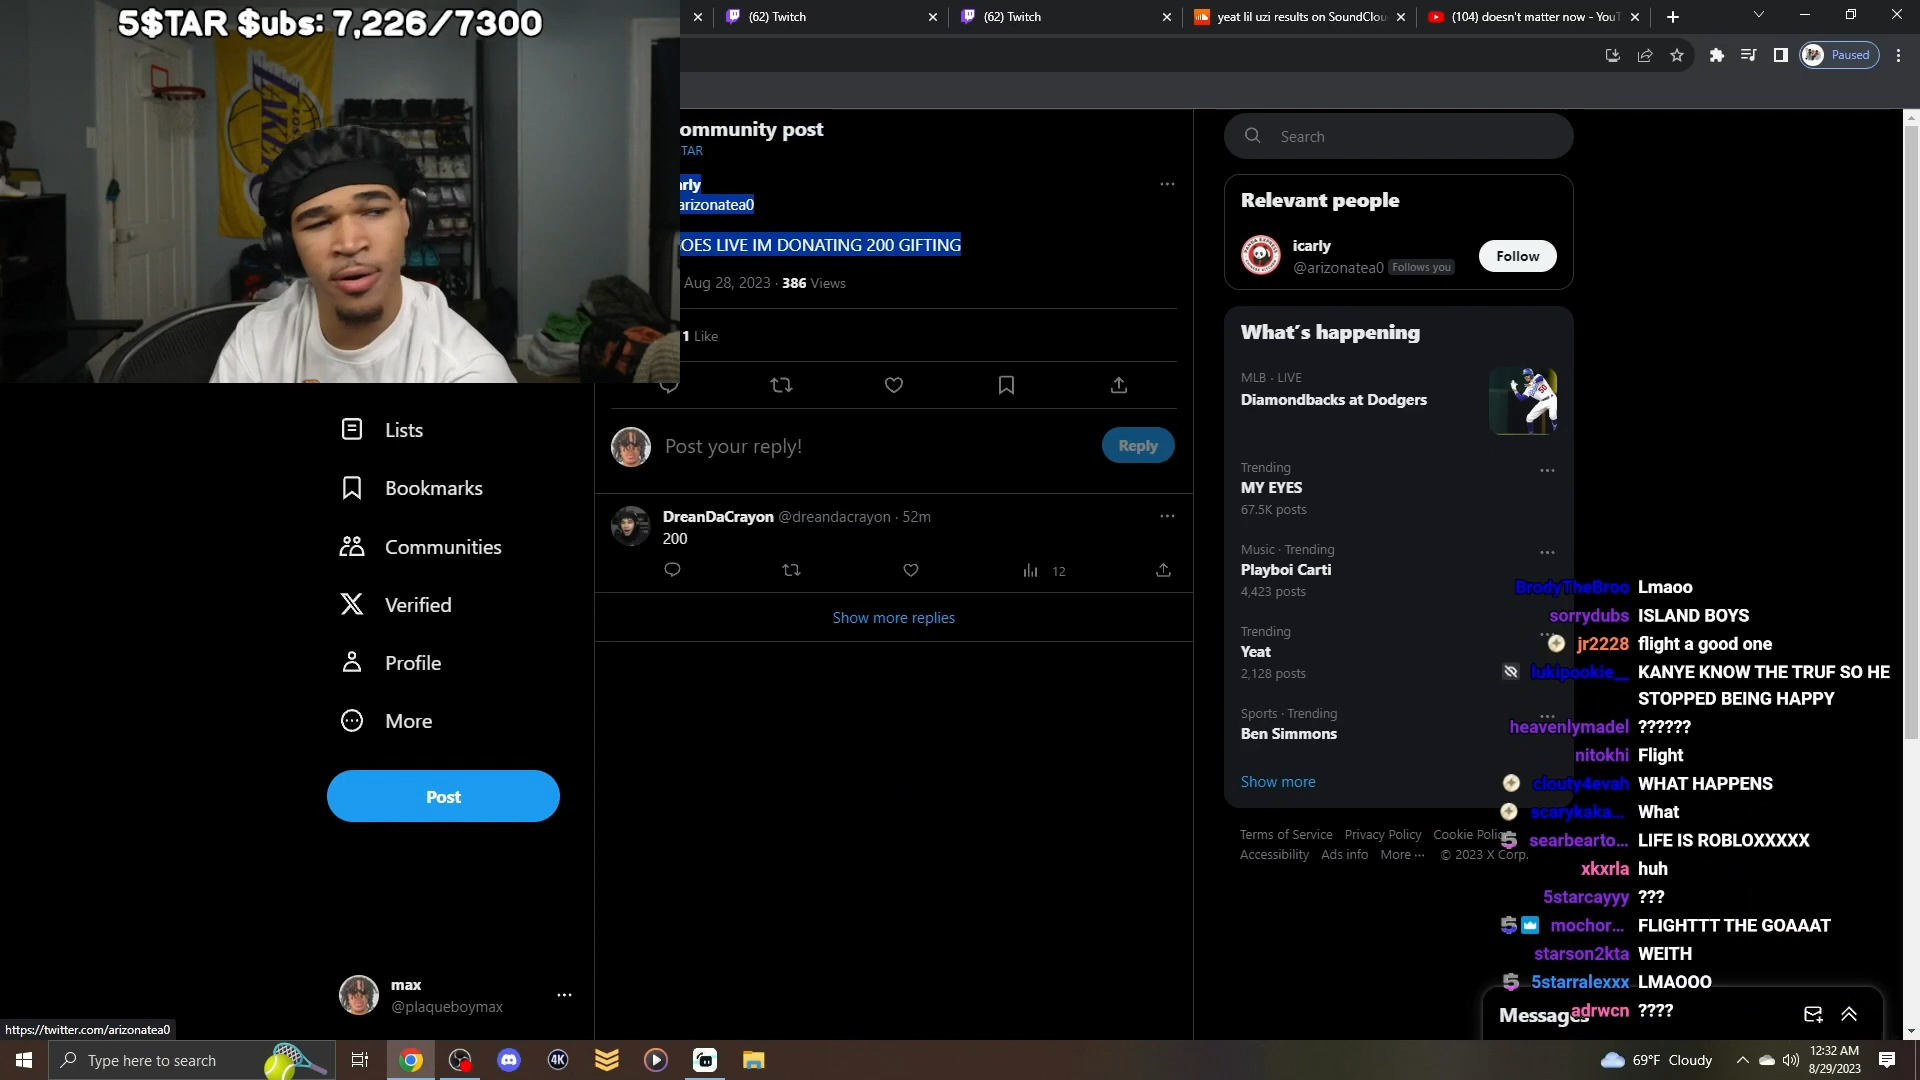 5$TAR $ubs: 7,226/7300
(62) Twitch
(62) Twitch
yeat lil uzi results on SoundClou
(104) doesn't matter now - YouT
Paused
ommunity post
TAR
arly
arizonatea0
OES LIVE IM DONATING 200 GIFTING
Aug 28, 2023 · 386 Views
1 Like
Post your reply!
Reply
DreanDaCrayon @dreandacrayon · 52m
200
12
Show more replies
Lists
Bookmarks
Communities
Verified
Profile
More
Post
max
@plaqueboymax
https://twitter.com/arizonatea0
Search
Relevant people
icarly
@arizonatea0 Follows you
Follow
What's happening
MLB · LIVE
Diamondbacks at Dodgers
Trending
MY EYES
67.5K posts
Music · Trending
Playboi Carti
4,423 posts
Trending
Yeat
2,128 posts
Sports · Trending
Ben Simmons
Show more
Terms of Service Privacy Policy Cookie Polic
Accessibility Ads info More ··· © 2023 X Corp.
BrodyTheBroo Lmaoo
sorrydubs ISLAND BOYS
jr2228 flight a good one
lukipookie__ KANYE KNOW THE TRUF SO HE
STOPPED BEING HAPPY
heavenlymadel ??????
nitokhi Flight
clouty4evah WHAT HAPPENS
scarykaka... What
searbearto... LIFE IS ROBLOXXXXX
xkxrla huh
5starcayyy ???
mochor... FLIGHTTT THE GOAAAT
starson2kta WEITH
5starralexxx LMAOOO
adrwcn ????
Messages
Type here to search
4K
69°F Cloudy
12:32 AM
8/29/2023